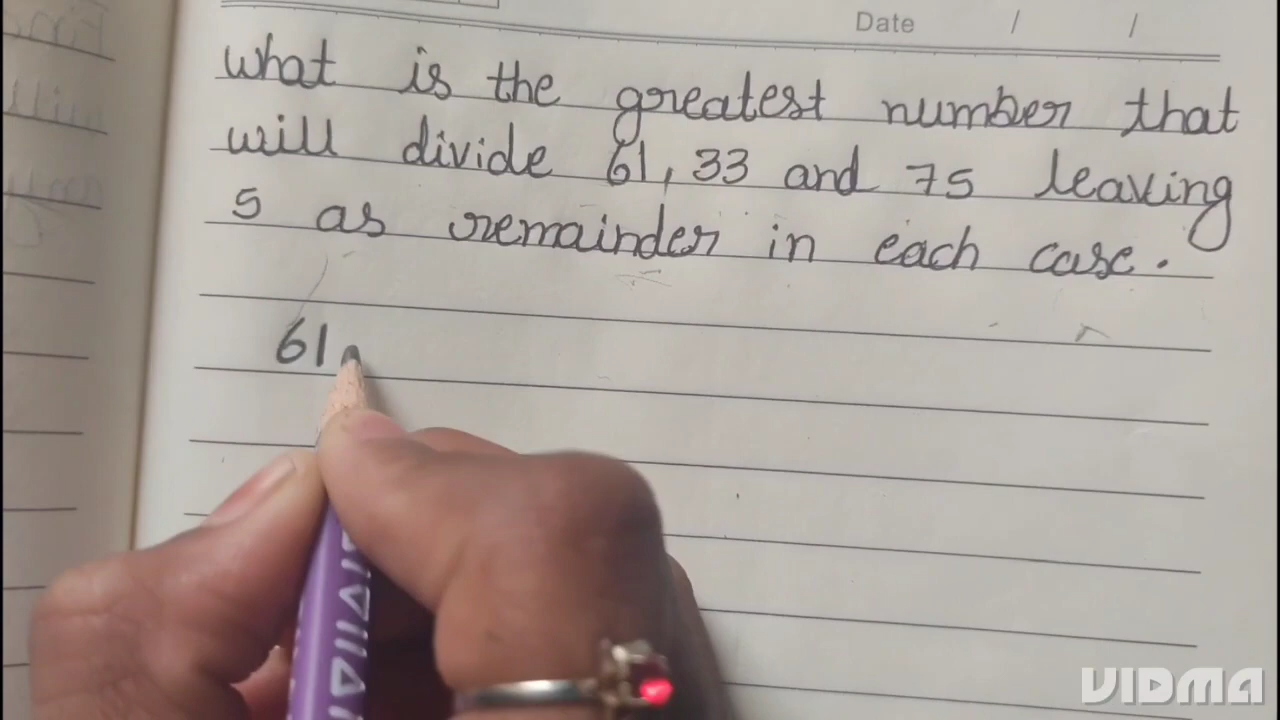 Date / /
what is the greatest number that
will divide 61, 33 and 75 leaving
5 as remainder in each case.
61
VIDMA